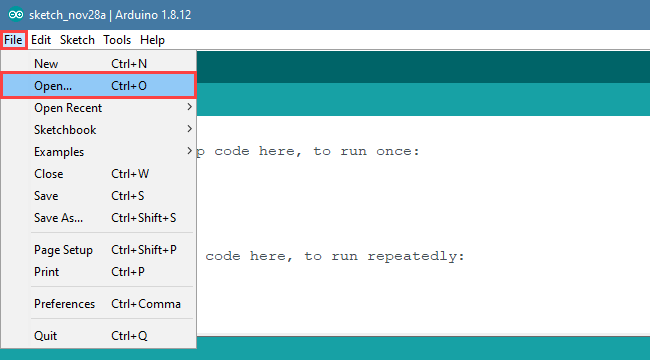 sketch_nov28a | Arduino 1.8.12
File Edit Sketch Tools Help
New Ctrl+N
Open... Ctrl+O
Open Recent
Sketchbook
Examples
Close Ctrl+W
Save Ctrl+S
Save As... Ctrl+Shift+S
Page Setup Ctrl+Shift+P
Print Ctrl+P
Preferences Ctrl+Comma
Quit Ctrl+Q
p code here, to run once:
code here, to run repeatedly: